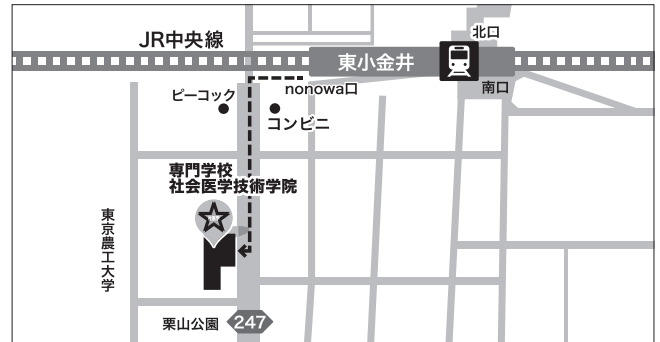 北口
JR中央線
東小金井
南口
nonowa口
ピーコック
コンビニ
専門学校
社会医学技術学院
東京農工大学
栗山公園
247